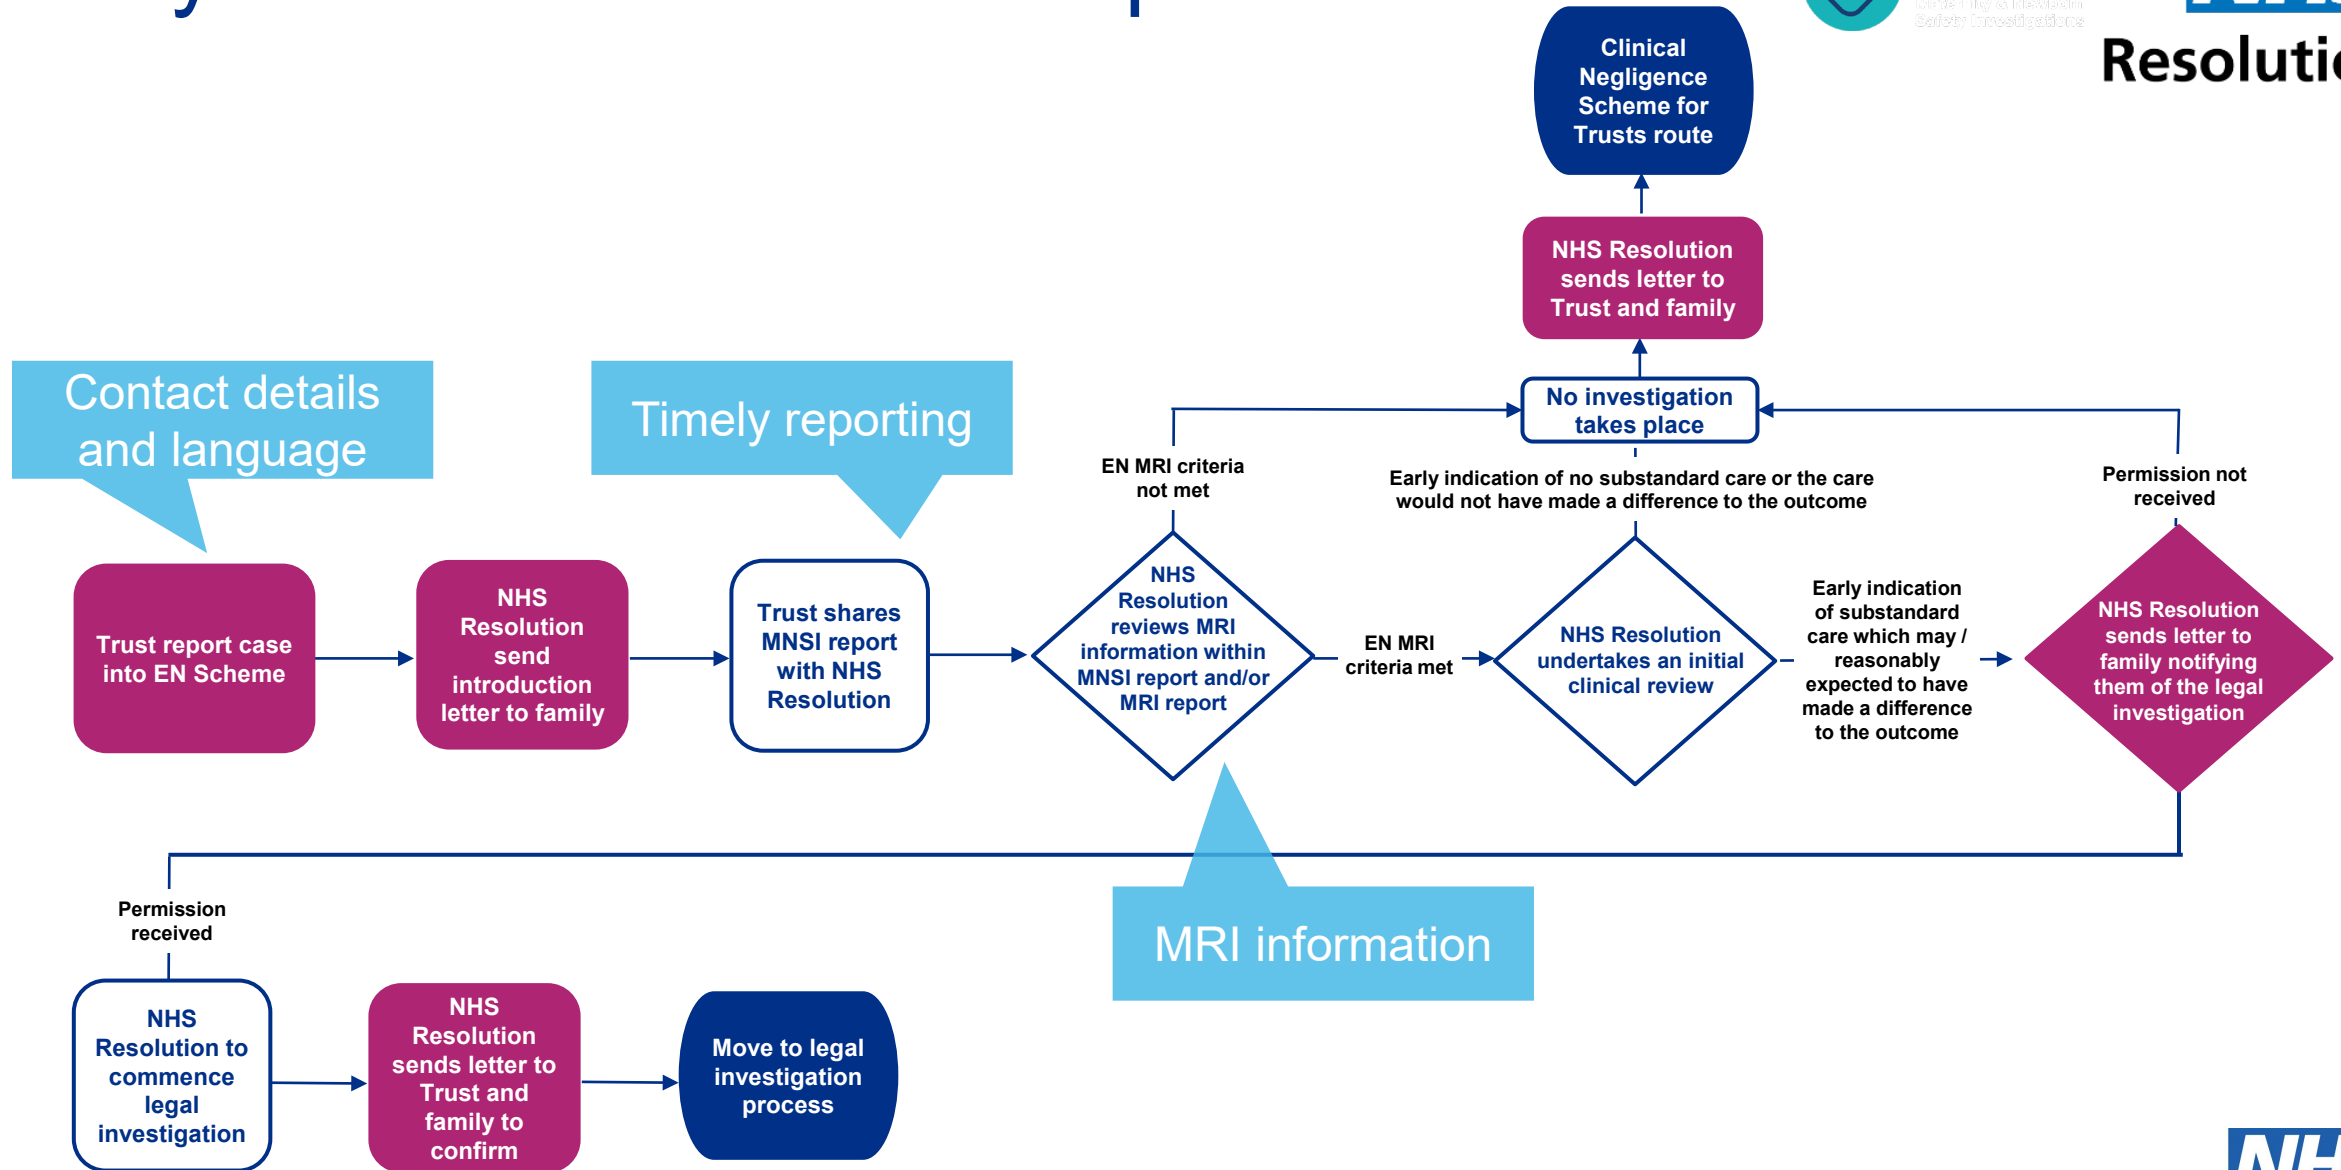 Maternity & Newborn
Safety Investigations
Resolutio
Clinical
Negligence
Scheme for
Trusts route
NHS Resolution
sends letter to
Trust and family
No investigation
takes place
Contact details
and language
Timely reporting
EN MRI criteria
not met
Early indication of no substandard care or the care
would not have made a difference to the outcome
Permission not
received
Trust report case
into EN Scheme
NHS
Resolution
send
introduction
letter to family
Trust shares
MNSI report
with NHS
Resolution
NHS
Resolution
reviews MRI
information within
MNSI report and/or
MRI report
EN MRI
criteria met
NHS Resolution
undertakes an initial
clinical review
Early indication
of substandard
care which may /
reasonably
expected to have
made a difference
to the outcome
NHS Resolution
sends letter to
family notifying
them of the legal
investigation
Permission
received
MRI information
NHS
Resolution to
commence
legal
investigation
NHS
Resolution
sends letter to
Trust and
family to
confirm
Move to legal
investigation
process
NH